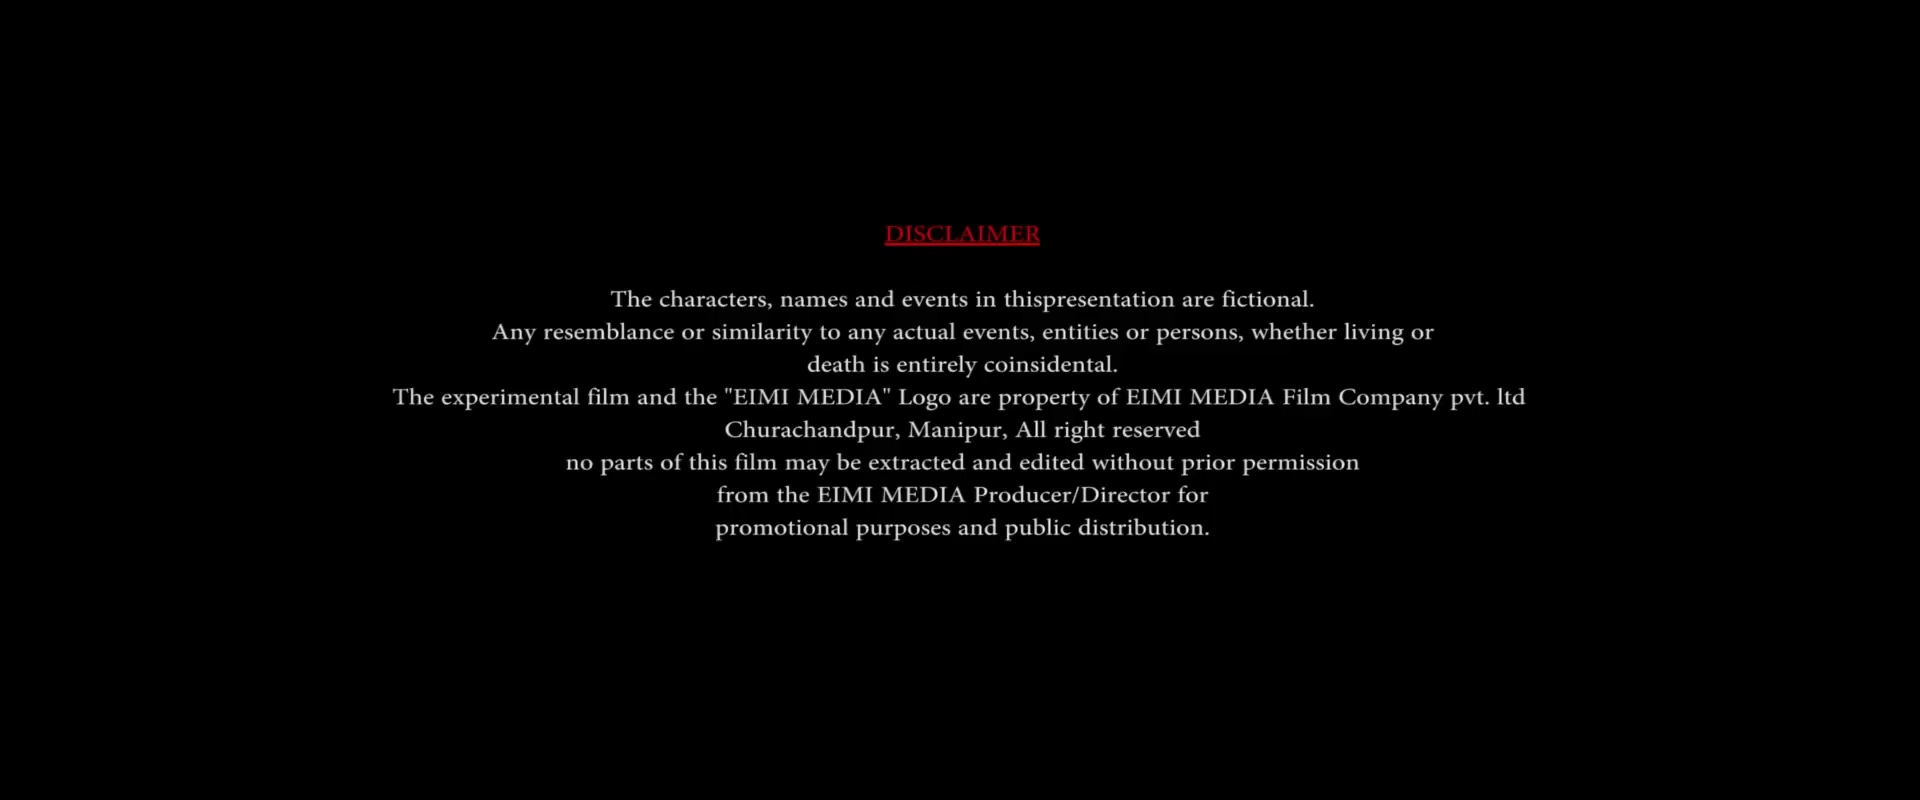 DISCLAIMER
The characters, names and events in thispresentation are fictional.
Any resemblance or similarity to any actual events, entities or persons, whether living or
death is entirely coinsidental.
The experimental film and the "EIMI MEDIA" Logo are property of EIMI MEDIA Film Company pvt. ltd
Churachandpur, Manipur, All right reserved
no parts of this film may be extracted and edited without prior permission
from the EIMI MEDIA Producer/Director for
promotional purposes and public distribution.